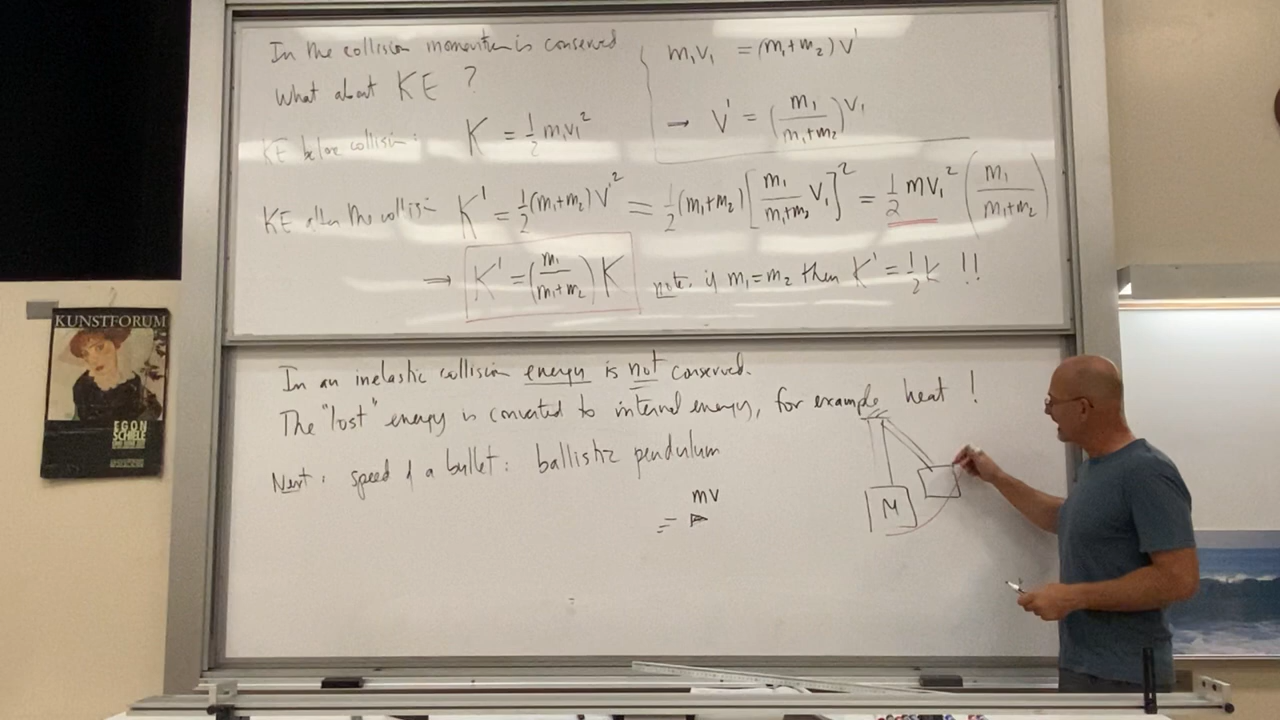 In the collision momentum is conserved
What about KE ?
m₁v₁ = (m₁+m₂) v'
→ v' = (m₁/(m₁+m₂)) v₁
KE before collision: K = ½ m₁v₁²
KE after the collision K' = ½(m₁+m₂) v'² = ½(m₁+m₂) [m₁/(m₁+m₂) v₁]² = ½ mv₁² (m₁/(m₁+m₂))
→ K' = (m₁/(m₁+m₂)) K note: if m₁=m₂ then K' = ½K !!
In an inelastic collision energy is not conserved.
The "lost" energy is converted to internal energy, for example heat !
Next: speed of a bullet: ballistic pendulum
mv
M
KUNSTFORUM
EGON
SCHIELE